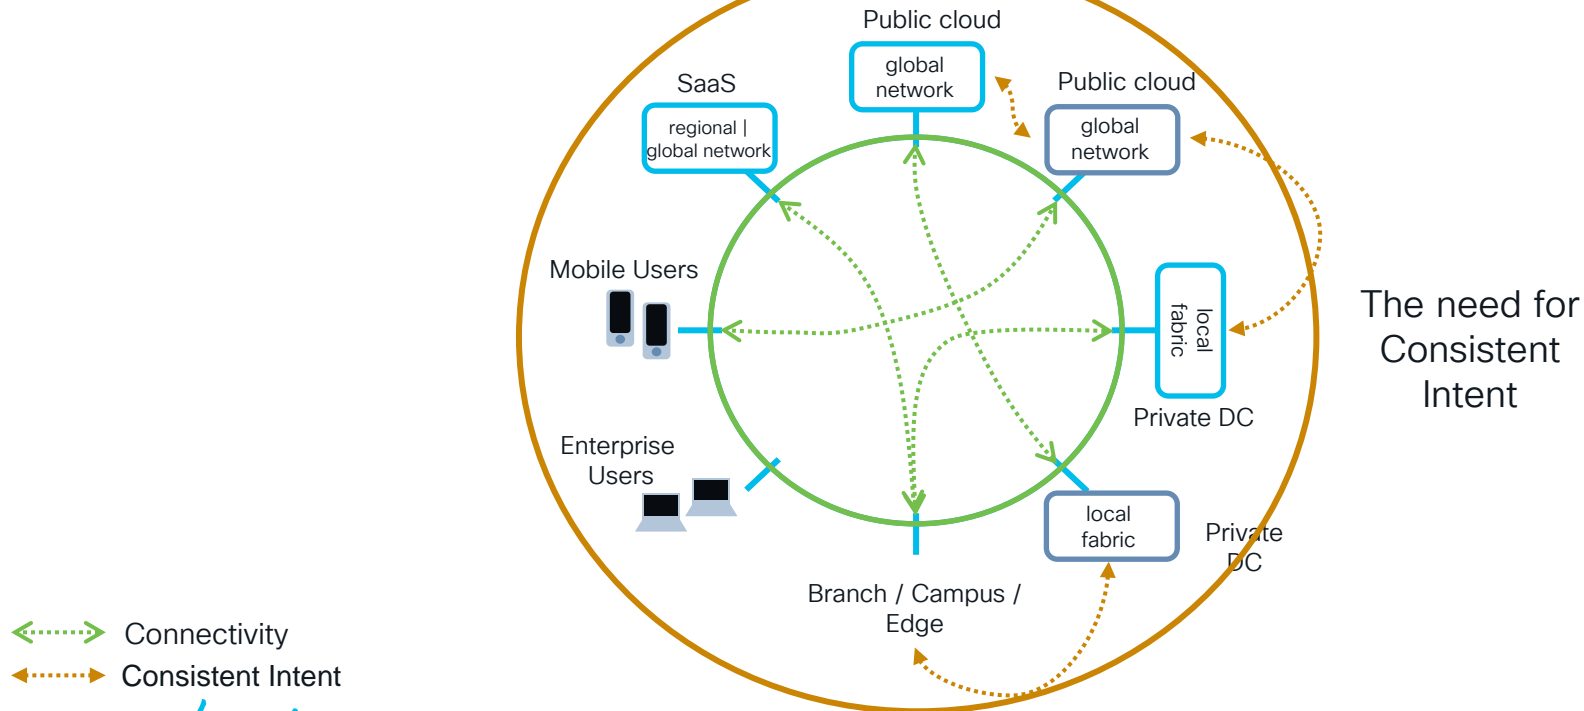 Public cloud
global
network
Public cloud
global
network
SaaS
regional |
global network
Mobile Users
local
fabric
Private DC
The need for
Consistent
Intent
Enterprise
Users
local
fabric
Private
DC
Branch / Campus /
Edge
Connectivity
Consistent Intent